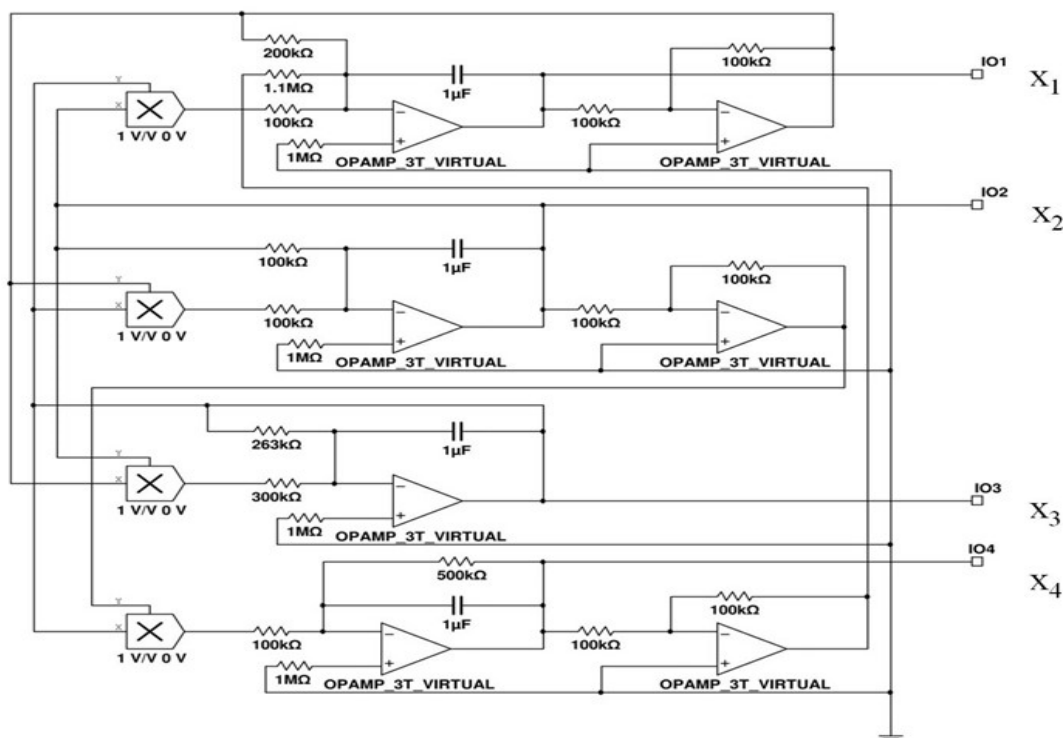 200kΩ
100kΩ
IO1
X1
Y
1.1MΩ
1µF
X
100kΩ
100kΩ
1 V/V 0 V
1MΩ
OPAMP_3T_VIRTUAL
OPAMP_3T_VIRTUAL
IO2
X2
100kΩ
1µF
100kΩ
Y
X
100kΩ
100kΩ
1 V/V 0 V
1MΩ
OPAMP_3T_VIRTUAL
OPAMP_3T_VIRTUAL
263kΩ
1µF
Y
X
300kΩ
IO3
X3
1 V/V 0 V
1MΩ
OPAMP_3T_VIRTUAL
IO4
X4
500kΩ
1µF
100kΩ
Y
X
100kΩ
100kΩ
1 V/V 0 V
1MΩ
OPAMP_3T_VIRTUAL
OPAMP_3T_VIRTUAL